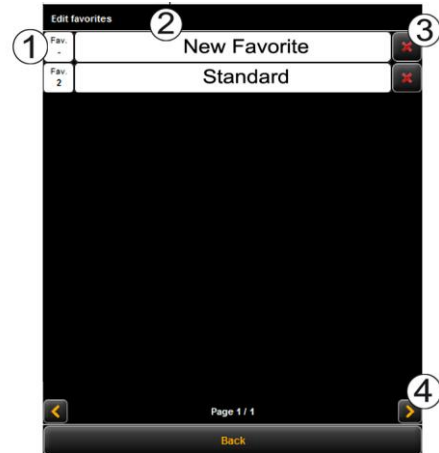 Edit favorites
2
3
1
Fav.
-
New Favorite
Fav.
2
Standard
4
Page 1 / 1
Back